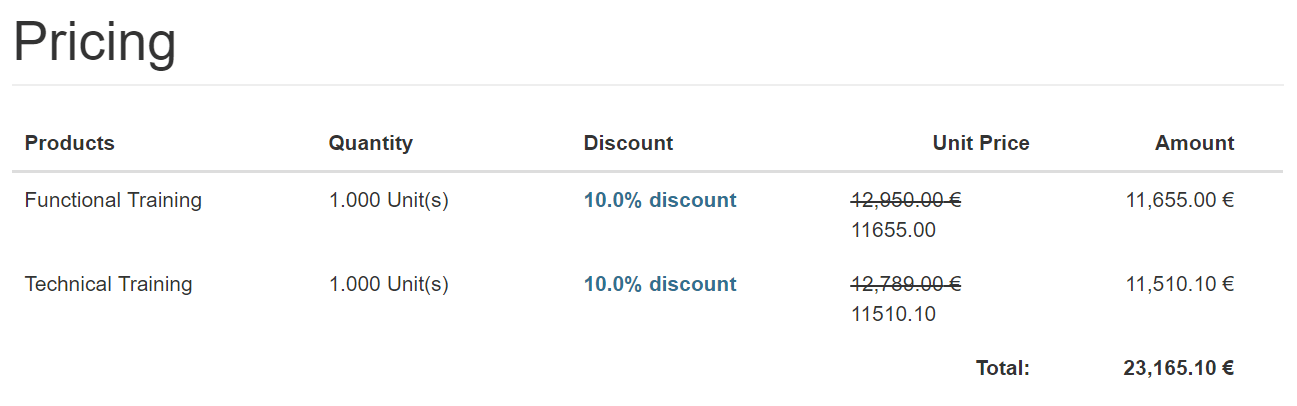 Pricing
Products Quantity Discount Unit Price Amount
Functional Training 1.000 Unit(s) 10.0% discount 12,950.00 € 11,655.00 €
11655.00
Technical Training 1.000 Unit(s) 10.0% discount 12,789.00 € 11,510.10 €
11510.10
Total: 23,165.10 €